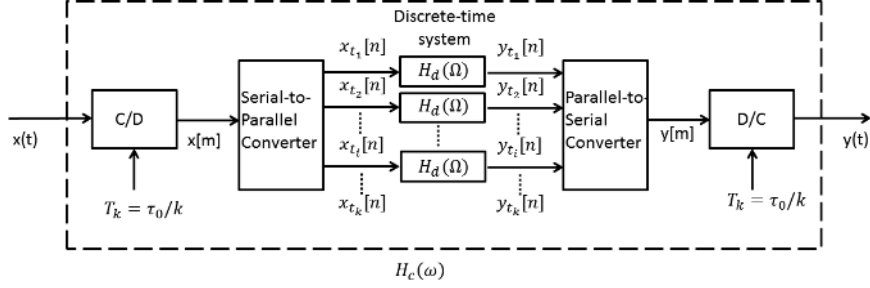 Discrete-time
system
x_{t_1}[n]
H_d(Ω)
y_{t_1}[n]
x_{t_2}[n]
H_d(Ω)
y_{t_2}[n]
x_{t_i}[n]
H_d(Ω)
y_{t_i}[n]
x_{t_k}[n]
y_{t_k}[n]
x(t)
C/D
x[m]
Serial-to-
Parallel
Converter
Parallel-to-
Serial
Converter
y[m]
D/C
y(t)
T_k = τ_0/k
T_k = τ_0/k
H_c(ω)